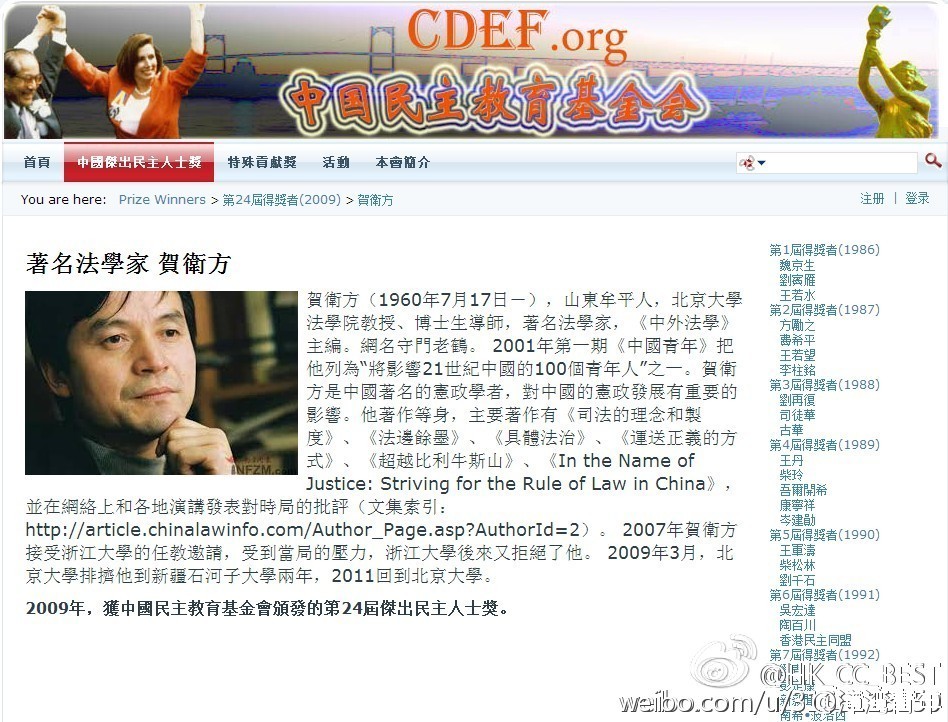 CDEF.org
中国民主教育基金会
首頁 中國傑出民主人士獎 特殊貢獻獎 活動 本會簡介
You are here: Prize Winners > 第24屆得獎者(2009) > 賀衛方
注册 | 登录
著名法學家 賀衛方
賀衛方（1960年7月17日－），山東牟平人，北京大學
法學院教授、博士生導師，著名法學家，《中外法學》
主編。網名守門老鶴。 2001年第一期《中國青年》把
他列為“將影響21世紀中國的100個青年人”之一。賀衛
方是中國著名的憲政學者，對中國的憲政發展有重要的
影響。他著作等身，主要著作有《司法的理念和製
度》、《法邊餘墨》、《具體法治》、《運送正義的方
式》、《超越比利牛斯山》、《In the Name of
Justice: Striving for the Rule of Law in China》，
並在網絡上和各地演講發表對時局的批評（文集索引：
http://article.chinalawinfo.com/Author_Page.asp?AuthorId=2）。 2007年賀衛方
接受浙江大學的任教邀請，受到當局的壓力，浙江大學後來又拒絕了他。 2009年3月，北
京大學排擠他到新疆石河子大學兩年，2011回到北京大學。
2009年，獲中國民主教育基金會頒發的第24屆傑出民主人士獎。
INFZM.com
第1屆得獎者(1986)
魏京生
劉賓雁
王若水
第2屆得獎者(1987)
方勵之
王若望
李柱銘
第3屆得獎者(1988)
劉再復
司徒華
古華
第4屆得獎者(1989)
王丹
柴玲
吾爾開希
康寧祥
岑建勳
第5屆得獎者(1990)
王軍濤
柴松林
劉千石
第6屆得獎者(1991)
吳宏達
陶百川
香港民主同盟
第7屆得獎者(1992)
南希•波洛西
@HK_CC_BEST
weibo.com/u/3